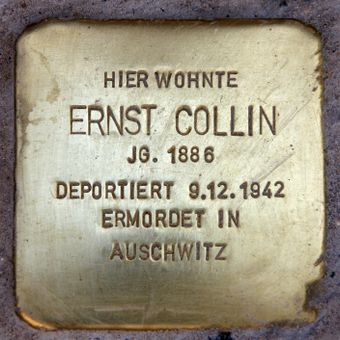 HIER WOHNTE
ERNST COLLIN
JG. 1886
DEPORTIERT 9.12.1942
ERMORDET IN
AUSCHWITZ